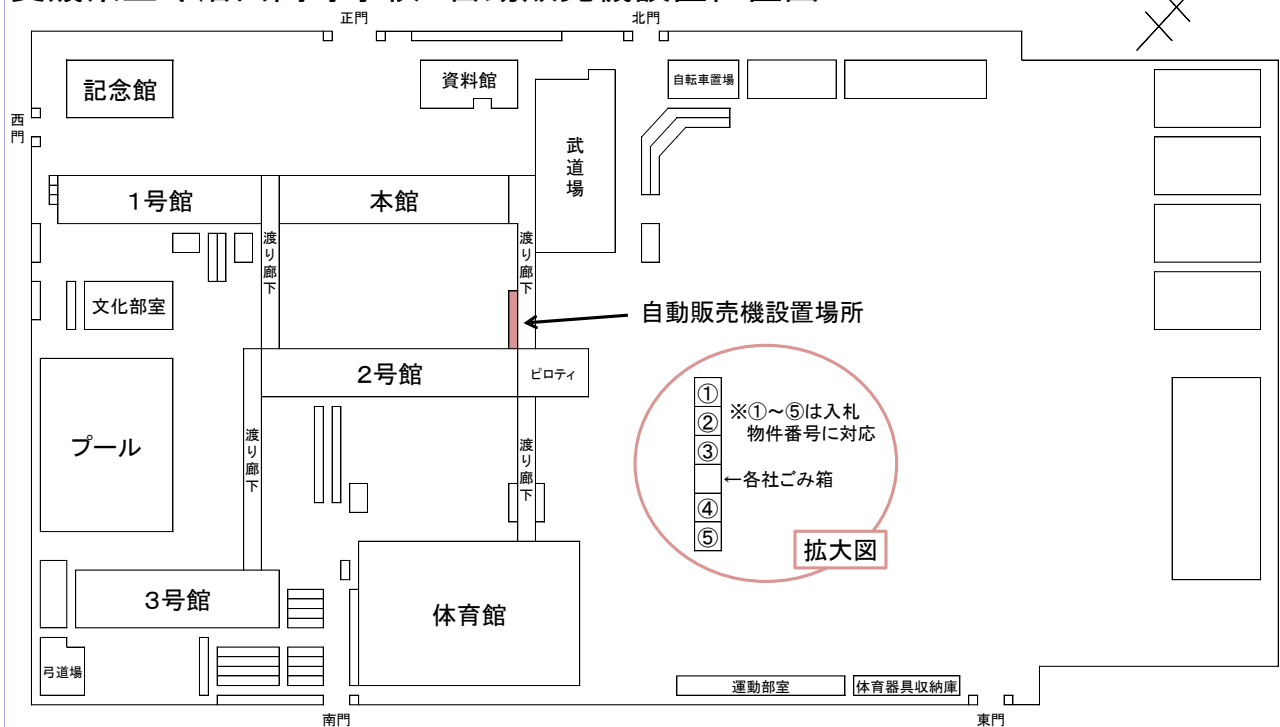 正門
北門
記念館
資料館
自転車置場
西門
武道場
1号館
本館
渡り廊下
渡り廊下
文化部室
自動販売機設置場所
2号館
ピロティ
①
②
③
④
⑤
※①～⑤は入札
物件番号に対応
←各社ごみ箱
拡大図
プール
渡り廊下
渡り廊下
3号館
体育館
弓道場
運動部室
体育器具収納庫
南門
東門